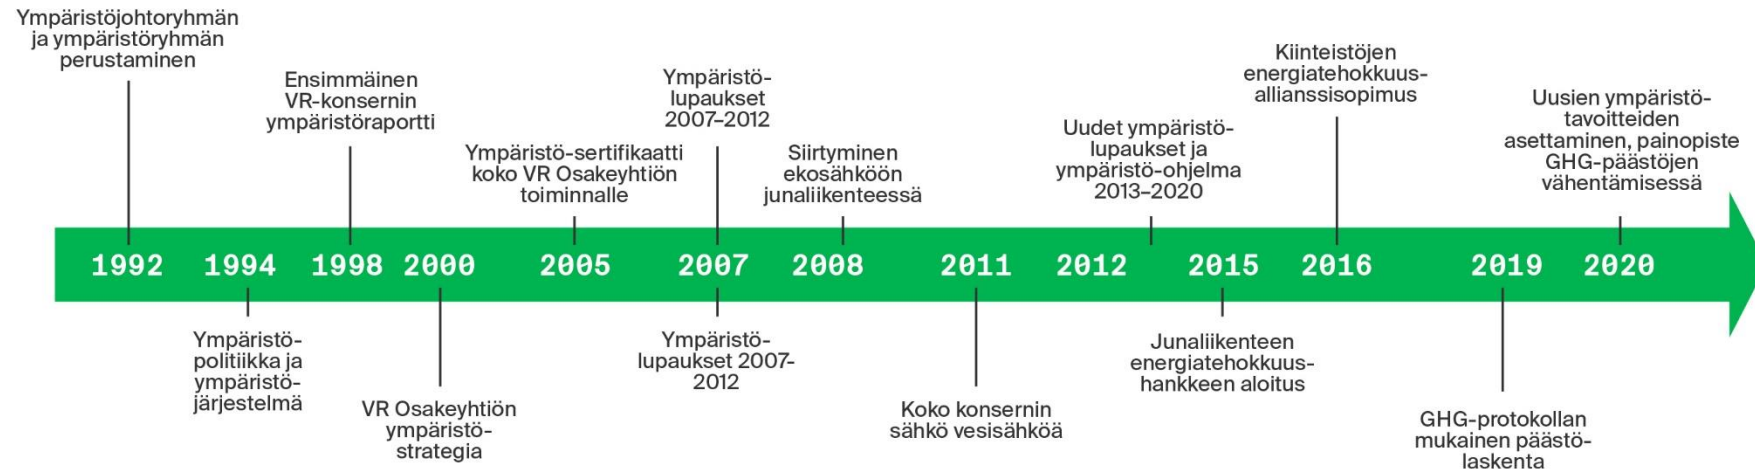 Ympäristöjohtoryhmän
ja ympäristöryhmän
perustaminen
Ensimmäinen
VR-konsernin
ympäristöraportti
Ympäristö-sertifikaatti
koko VR Osakeyhtiön
toiminnalle
Ympäristö-
lupaukset
2007–2012
Siirtyminen
ekosähköön
junaliikenteessä
Uudet ympäristö-
lupaukset ja
ympäristö-ohjelma
2013–2020
Kiinteistöjen
energiatehokkuus-
allianssisopimus
Uusien ympäristö-
tavoitteiden
asettaminen, painopiste
GHG-päästöjen
vähentämisessä
1992 1994 1998 2000 2005 2007 2008 2011 2012 2015 2016 2019 2020
Ympäristö-
politiikka ja
ympäristö-
järjestelmä
VR Osakeyhtiön
ympäristö-
strategia
Ympäristö-
lupaukset 2007-
2012
Koko konsernin
sähkö vesisähköä
Junaliikenteen
energiatehokkuus-
hankkeen aloitus
GHG-protokollan
mukainen päästö-
laskenta